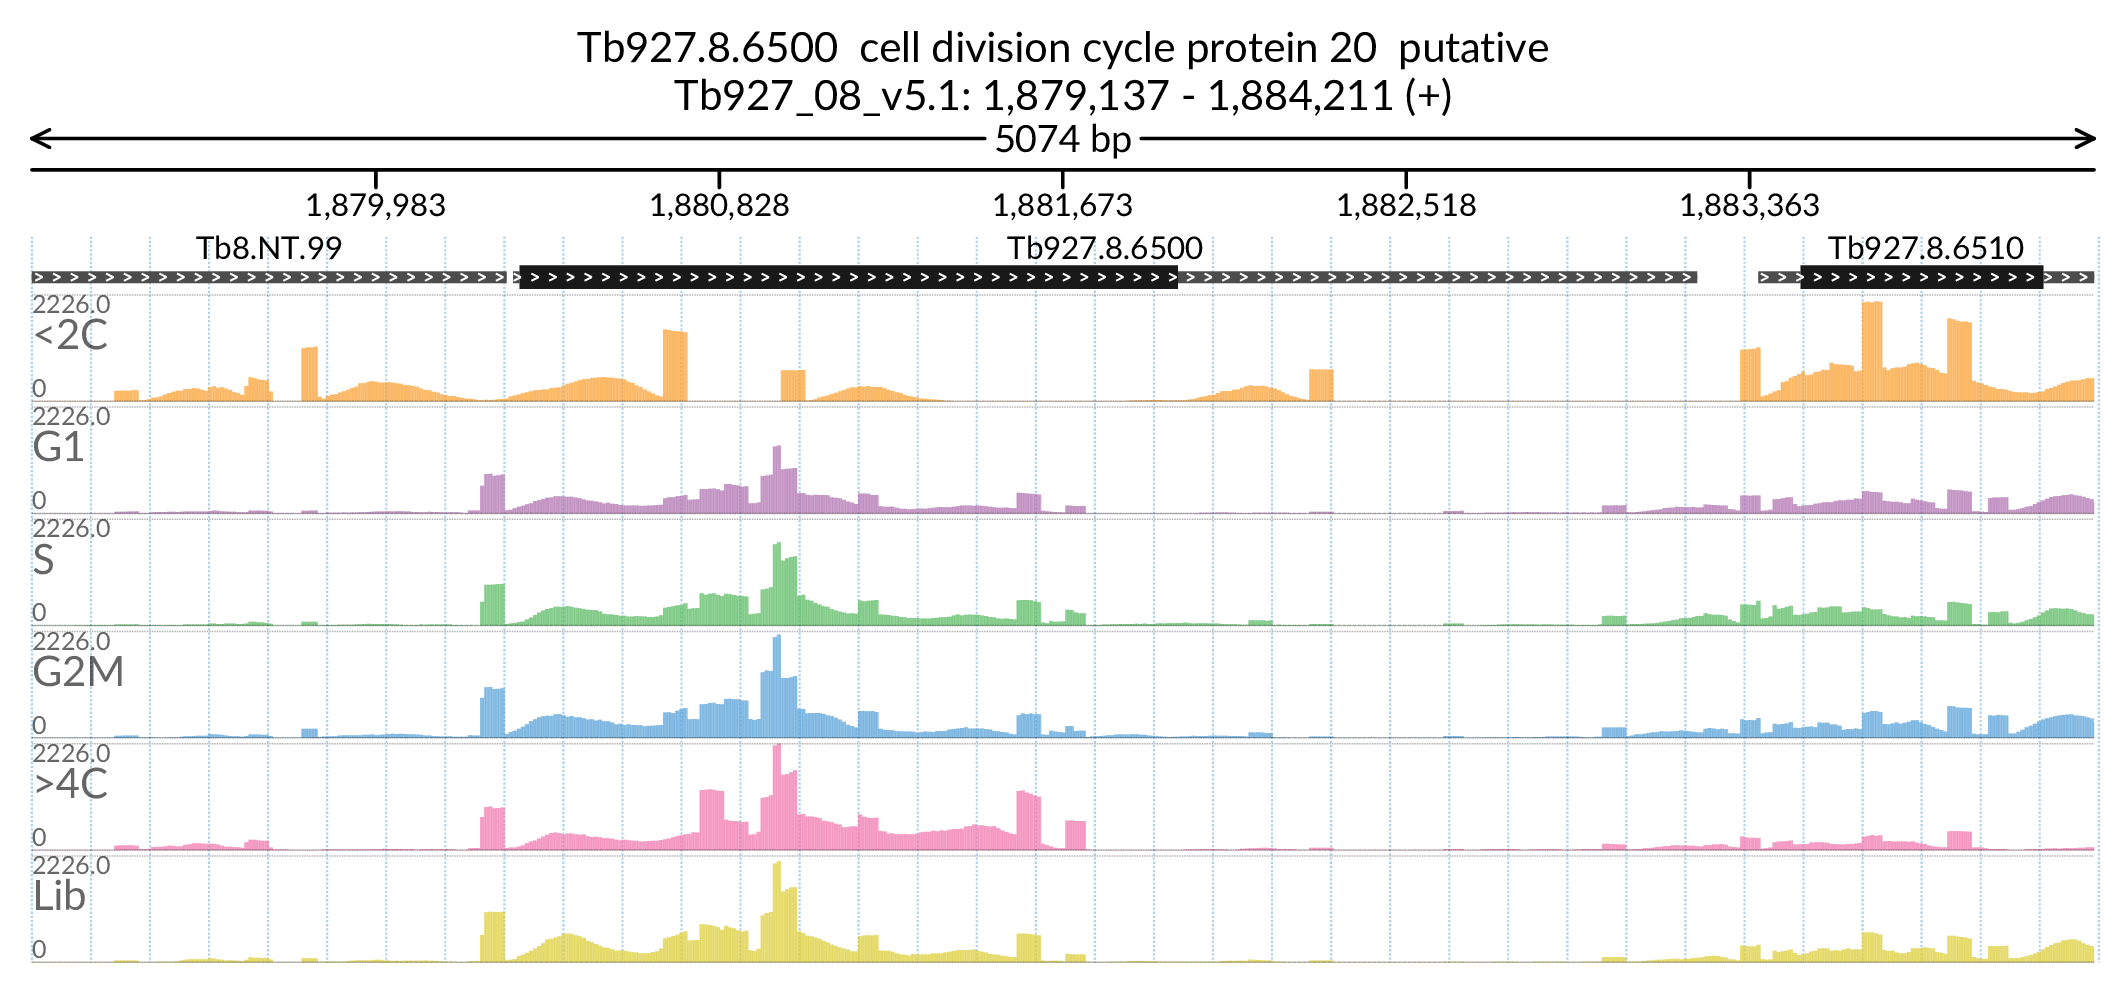 Tb927.8.6500 cell division cycle protein 20 putative
Tb927_08_v5.1: 1,879,137 - 1,884,211 (+)
5074 bp
1,879,983 1,880,828 1,881,673 1,882,518 1,883,363
Tb8.NT.99 Tb927.8.6500 Tb927.8.6510
2226.0
<2C
0
2226.0
G1
0
2226.0
S
0
2226.0
G2M
0
2226.0
>4C
0
2226.0
Lib
0